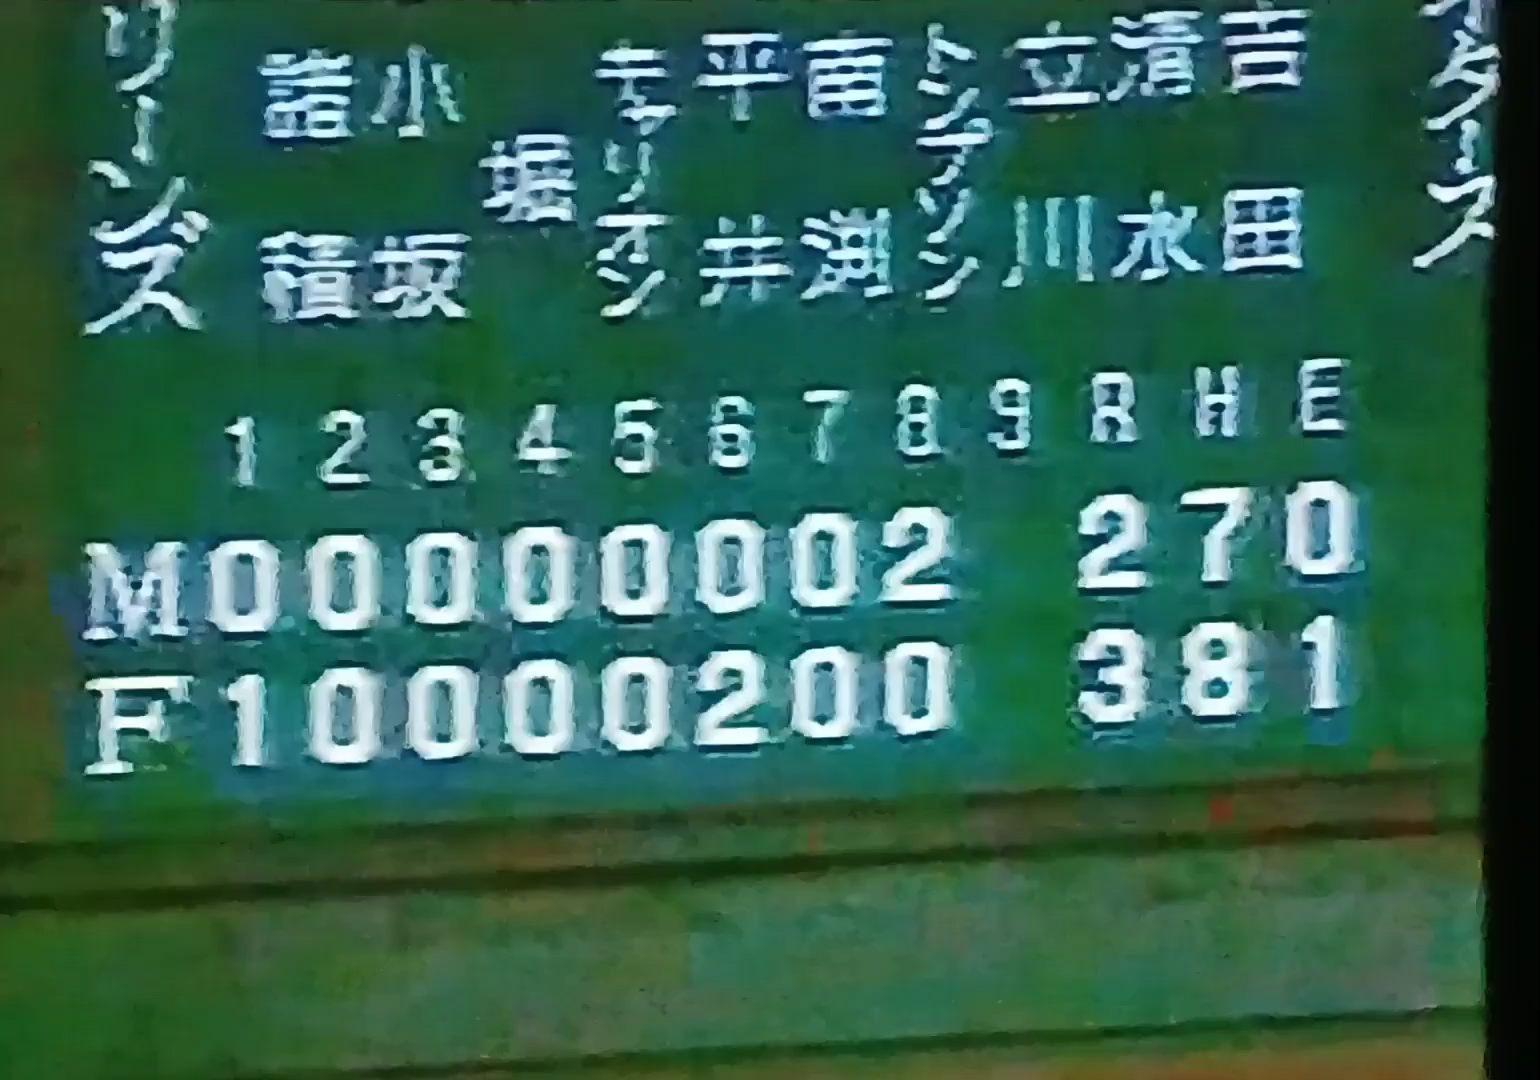 リーンズ
諸積
小坂
堀
キャリオン
平井
南渕
トンプソン
立川
清水
吉田
イターズ
1 2 3 4 5 6 7 8 9 R H E
M 0 0 0 0 0 0 0 2 2 7 0
F 1 0 0 0 0 2 0 0 3 8 1